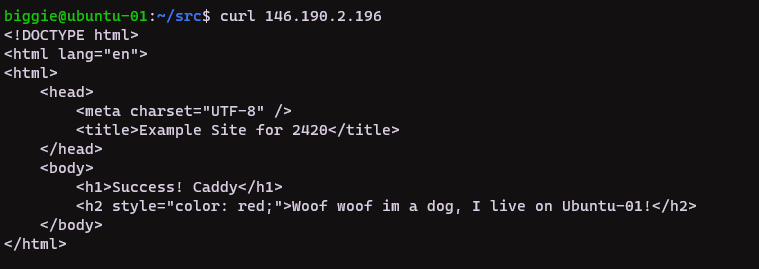 biggie@ubuntu-01:~/src$ curl 146.190.2.196
<!DOCTYPE html>
<html lang="en">
<html>
    <head>
        <meta charset="UTF-8" />
        <title>Example Site for 2420</title>
    </head>
    <body>
        <h1>Success! Caddy</h1>
        <h2 style="color: red;">Woof woof im a dog, I live on Ubuntu-01!</h2>
    </body>
</html>